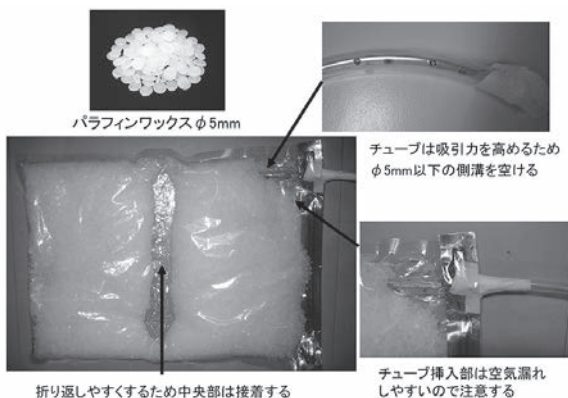 パラフィンワックスφ5mm
チューブは吸引力を高めるため
φ5mm以下の側溝を空ける
折り返しやすくするため中央部は接着する
チューブ挿入部は空気漏れ
しやすいので注意する